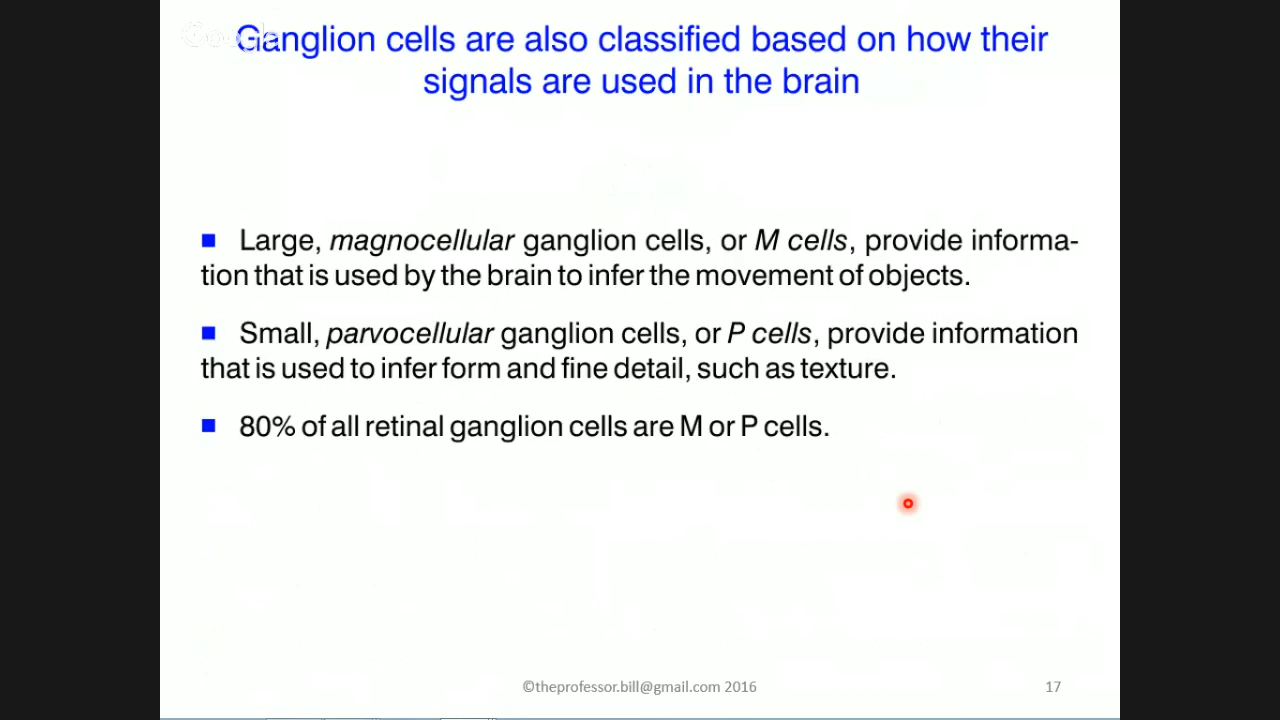 Google
Ganglion cells are also classified based on how their
signals are used in the brain
■ Large, magnocellular ganglion cells, or M cells, provide informa-
tion that is used by the brain to infer the movement of objects.
■ Small, parvocellular ganglion cells, or P cells, provide information
that is used to infer form and fine detail, such as texture.
■ 80% of all retinal ganglion cells are M or P cells.
©theprofessor.bill@gmail.com 2016
17